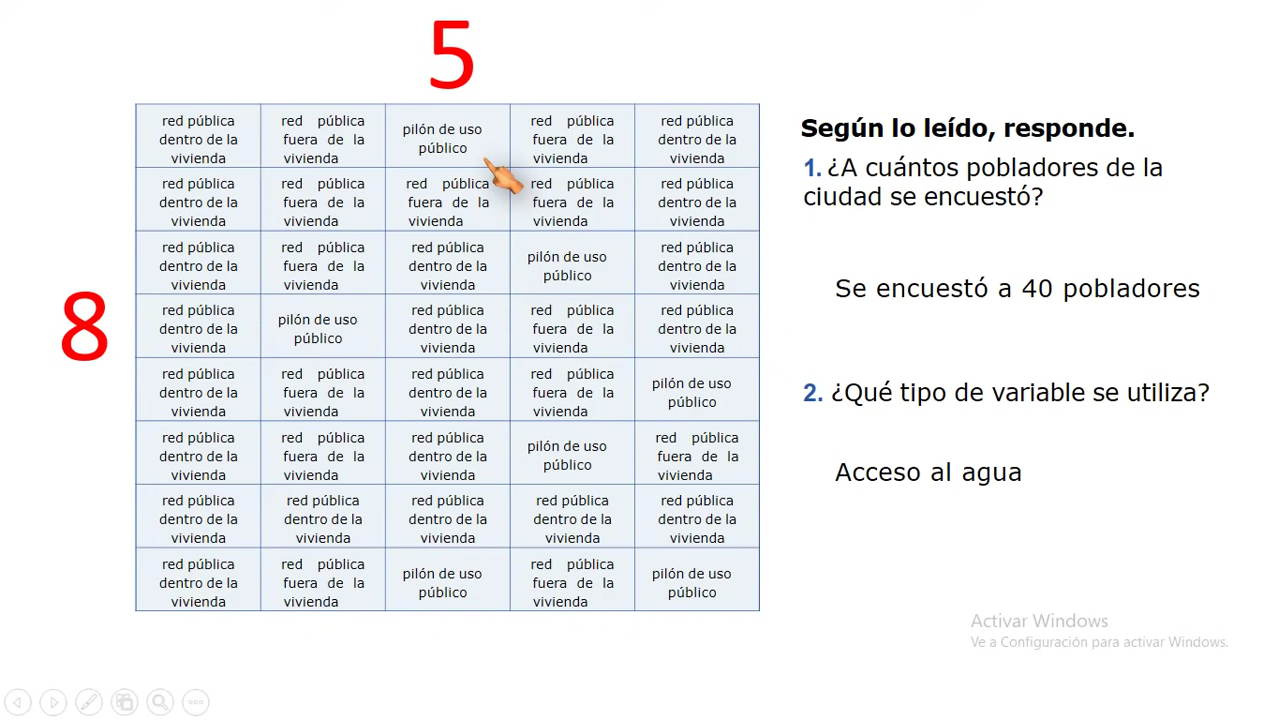 5
8
red pública
dentro de la
vivienda
red pública
fuera de la
vivienda
pilón de uso
público
red pública
fuera de la
vivienda
red pública
dentro de la
vivienda
red pública
dentro de la
vivienda
red pública
fuera de la
vivienda
red pública
fuera de la
vivienda
red pública
fuera de la
vivienda
red pública
dentro de la
vivienda
red pública
dentro de la
vivienda
red pública
fuera de la
vivienda
red pública
dentro de la
vivienda
pilón de uso
público
red pública
dentro de la
vivienda
red pública
dentro de la
vivienda
pilón de uso
público
red pública
dentro de la
vivienda
red pública
fuera de la
vivienda
red pública
dentro de la
vivienda
red pública
dentro de la
vivienda
red pública
fuera de la
vivienda
red pública
dentro de la
vivienda
red pública
fuera de la
vivienda
pilón de uso
público
red pública
dentro de la
vivienda
red pública
fuera de la
vivienda
red pública
dentro de la
vivienda
pilón de uso
público
red pública
fuera de la
vivienda
red pública
dentro de la
vivienda
red pública
dentro de la
vivienda
red pública
dentro de la
vivienda
red pública
dentro de la
vivienda
red pública
dentro de la
vivienda
red pública
dentro de la
vivienda
red pública
fuera de la
vivienda
pilón de uso
público
red pública
fuera de la
vivienda
pilón de uso
público
Según lo leído, responde.
1. ¿A cuántos pobladores de la
ciudad se encuestó?
Se encuestó a 40 pobladores
2. ¿Qué tipo de variable se utiliza?
Acceso al agua
Activar Windows
Ve a Configuración para activar Windows.